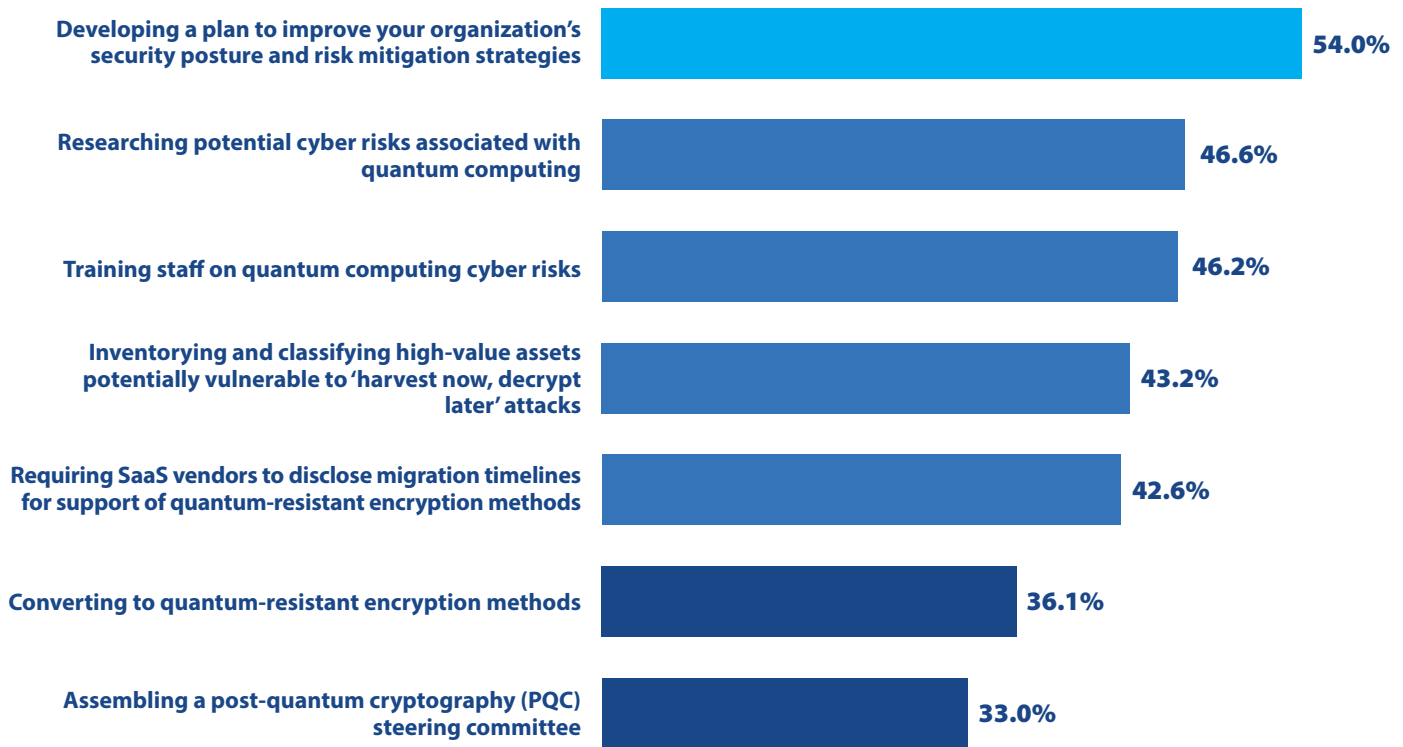 Developing a plan to improve your organization’s
security posture and risk mitigation strategies
54.0%
Researching potential cyber risks associated with
quantum computing
46.6%
Training staff on quantum computing cyber risks
46.2%
Inventorying and classifying high-value assets
potentially vulnerable to ‘harvest now, decrypt
later’ attacks
43.2%
Requiring SaaS vendors to disclose migration timelines
for support of quantum-resistant encryption methods
42.6%
Converting to quantum-resistant encryption methods
36.1%
Assembling a post-quantum cryptography (PQC)
steering committee
33.0%